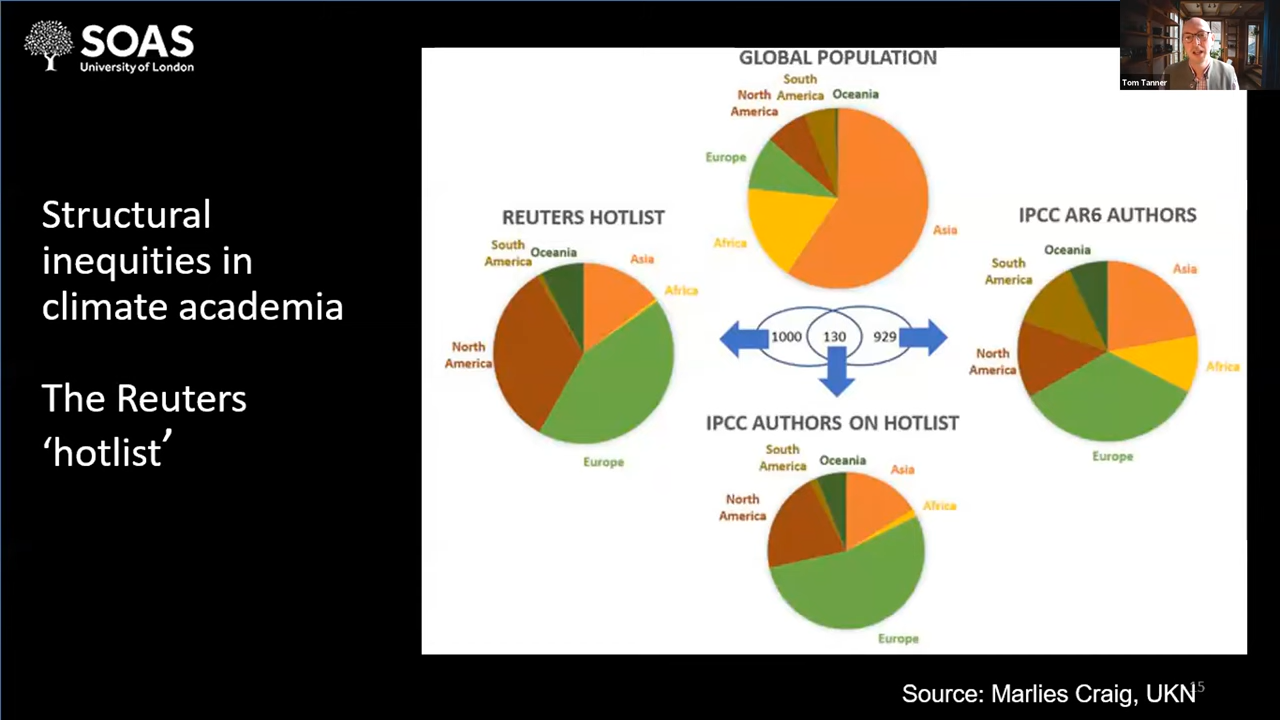 SOAS
University of London
Tom Tanner
Structural
inequities in
climate academia
The Reuters
‘hotlist’
GLOBAL POPULATION
South
America
Oceania
North
America
Europe
Africa
Asia
REUTERS HOTLIST
South
America
Oceania
Asia
Africa
North
America
Europe
1000
130
929
IPCC AR6 AUTHORS
Oceania
South
America
Asia
North
America
Africa
Europe
IPCC AUTHORS ON HOTLIST
South
America
Oceania
Asia
North
America
Africa
Europe
Source: Marlies Craig, UKN
15